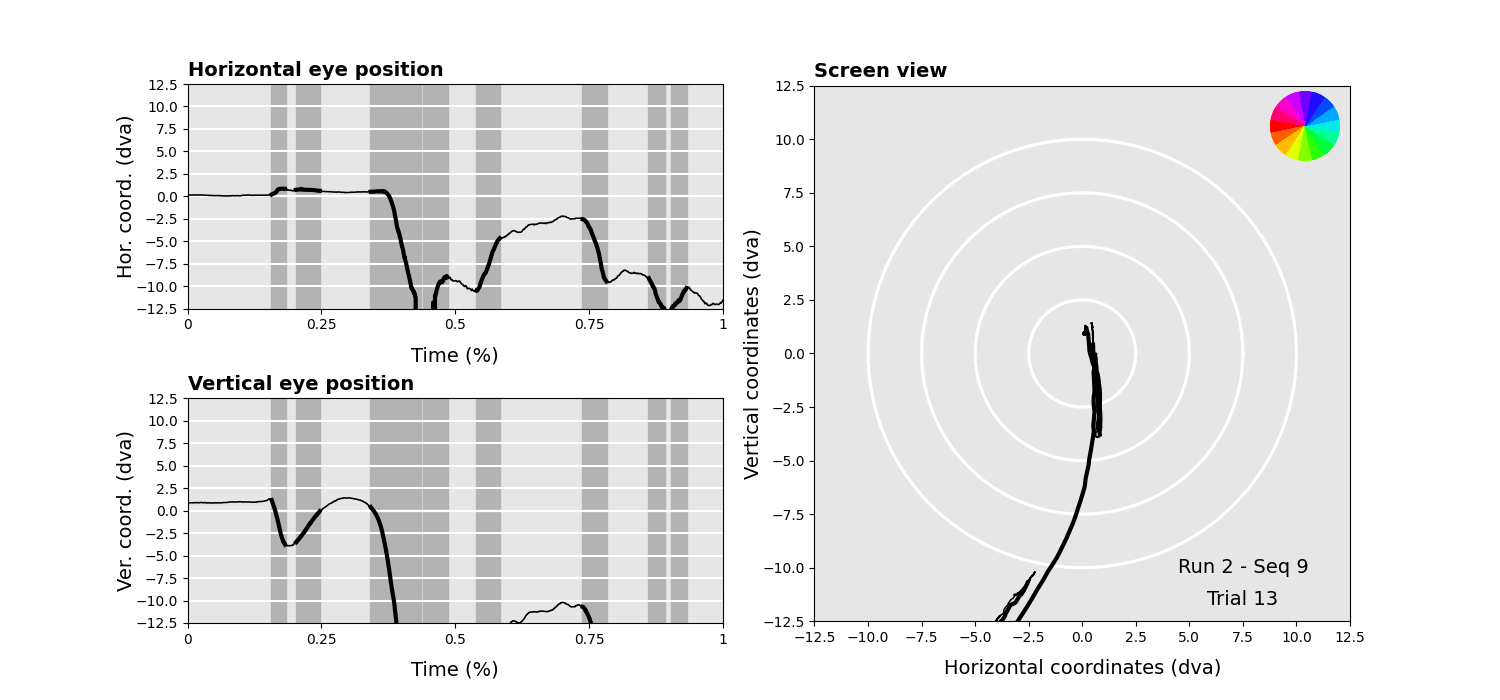 Horizontal eye position
Hor. coord. (dva)
12.5
10.0
7.5
5.0
2.5
0.0
−2.5
−5.0
−7.5
−10.0
−12.5
0 0.25 0.5 0.75 1
Time (%)
Vertical eye position
Ver. coord. (dva)
12.5
10.0
7.5
5.0
2.5
0.0
−2.5
−5.0
−7.5
−10.0
−12.5
0 0.25 0.5 0.75 1
Time (%)
Screen view
Vertical coordinates (dva)
12.5
10.0
7.5
5.0
2.5
0.0
−2.5
−5.0
−7.5
−10.0
−12.5
Run 2 - Seq 9
Trial 13
−12.5 −10.0 −7.5 −5.0 −2.5 0.0 2.5 5.0 7.5 10.0 12.5
Horizontal coordinates (dva)